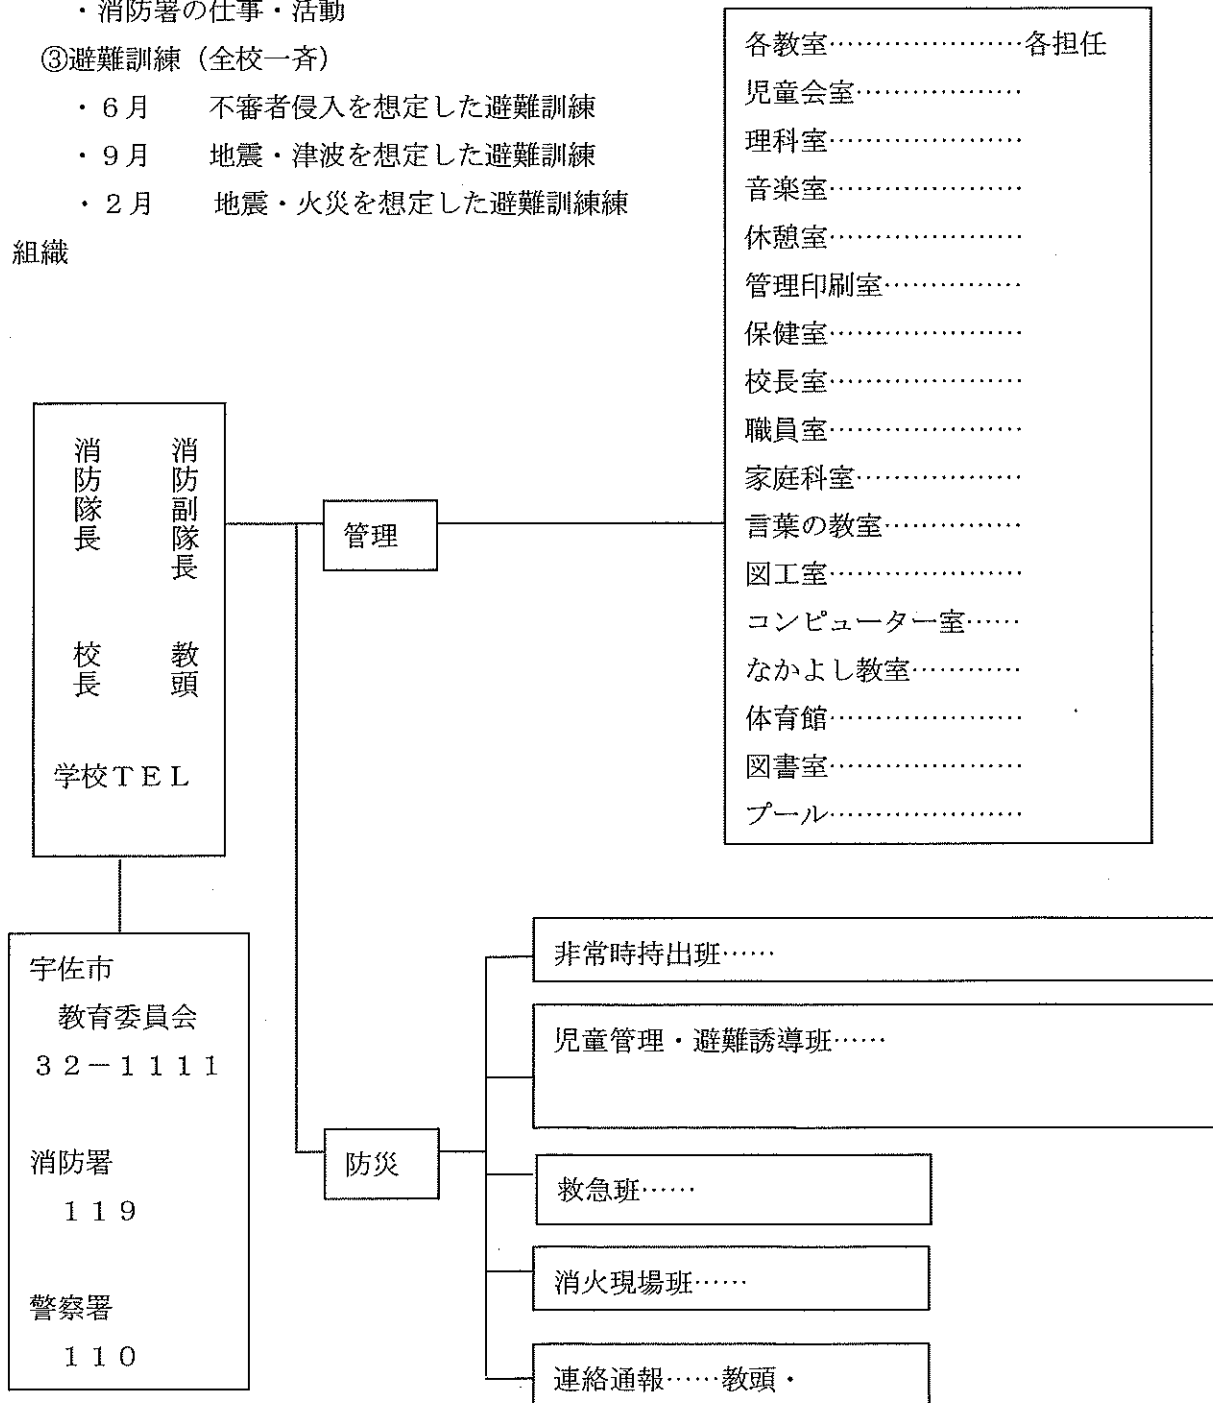 ・消防署の仕事・活動
③避難訓練（全校一斉）
・６月　　不審者侵入を想定した避難訓練
・９月　　地震・津波を想定した避難訓練
・２月　　地震・火災を想定した避難訓練練
組織
各教室…………………各担任
児童会室………………
理科室…………………
音楽室…………………
休憩室…………………
管理印刷室……………
保健室…………………
校長室…………………
職員室…………………
家庭科室………………
言葉の教室……………
図工室…………………
コンピューター室……
なかよし教室…………
体育館…………………
図書室…………………
プール…………………
消防隊長　校長
消防副隊長　教頭
学校ＴＥＬ
管理
宇佐市
教育委員会
３２－１１１１
消防署
１１９
警察署
１１０
防災
非常時持出班……
児童管理・避難誘導班……
救急班……
消火現場班……
連絡通報……教頭・